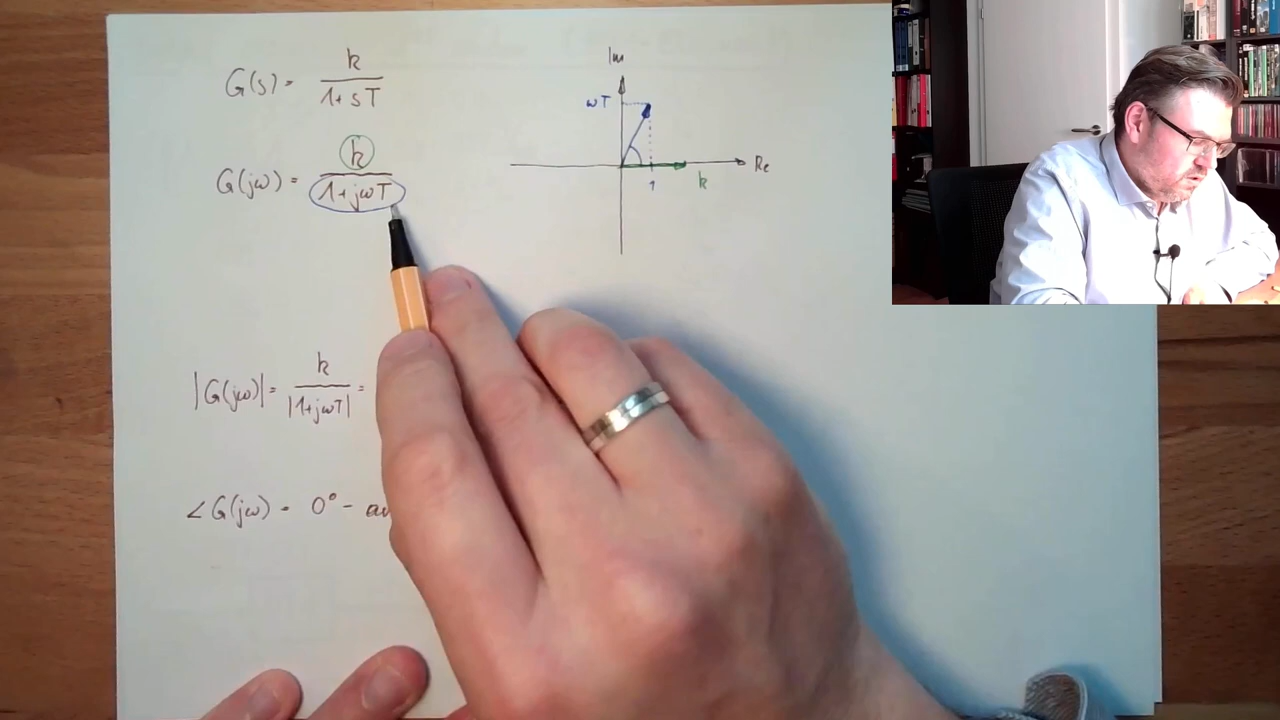 G(s) = k / 1+sT
G(jω) = k / 1+jωT
|G(jω)| = k / |1+jωT| =
∠G(jω) = 0° -
Im
ωT
Re
1
k